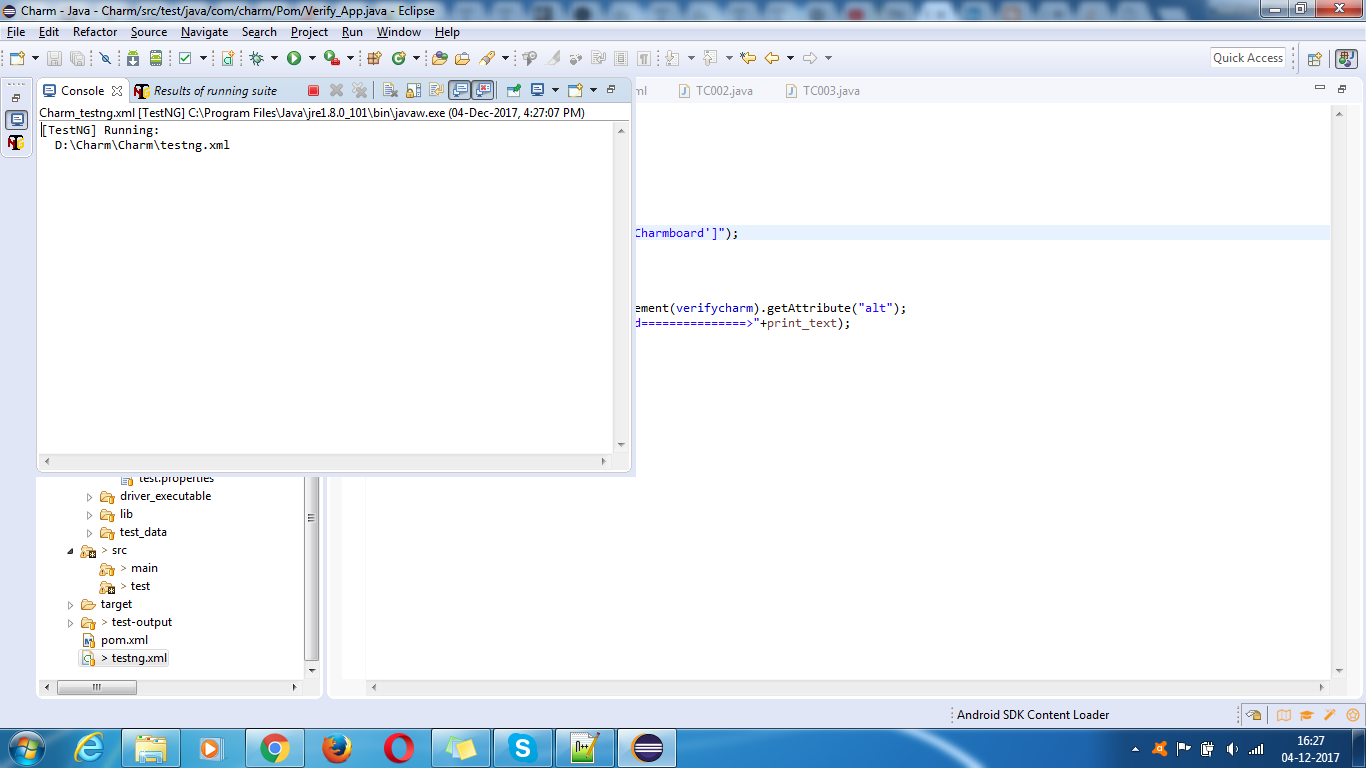 Charm - Java - Charm/src/test/java/com/charm/Pom/Verify_App.java - Eclipse
File Edit Refactor Source Navigate Search Project Run Window Help
Quick Access
Console Results of running suite
ml TC002.java TC003.java
Charm_testng.xml [TestNG] C:\Program Files\Java\jre1.8.0_101\bin\javaw.exe (04-Dec-2017, 4:27:07 PM)
[TestNG] Running:
D:\Charm\Charm\testng.xml
Charmboard']");
ement(verifycharm).getAttribute("alt");
d===============>"+print_text);
test.properties
driver_executable
lib
test_data
> src
> main
> test
target
> test-output
pom.xml
> testng.xml
Android SDK Content Loader
16:27
04-12-2017